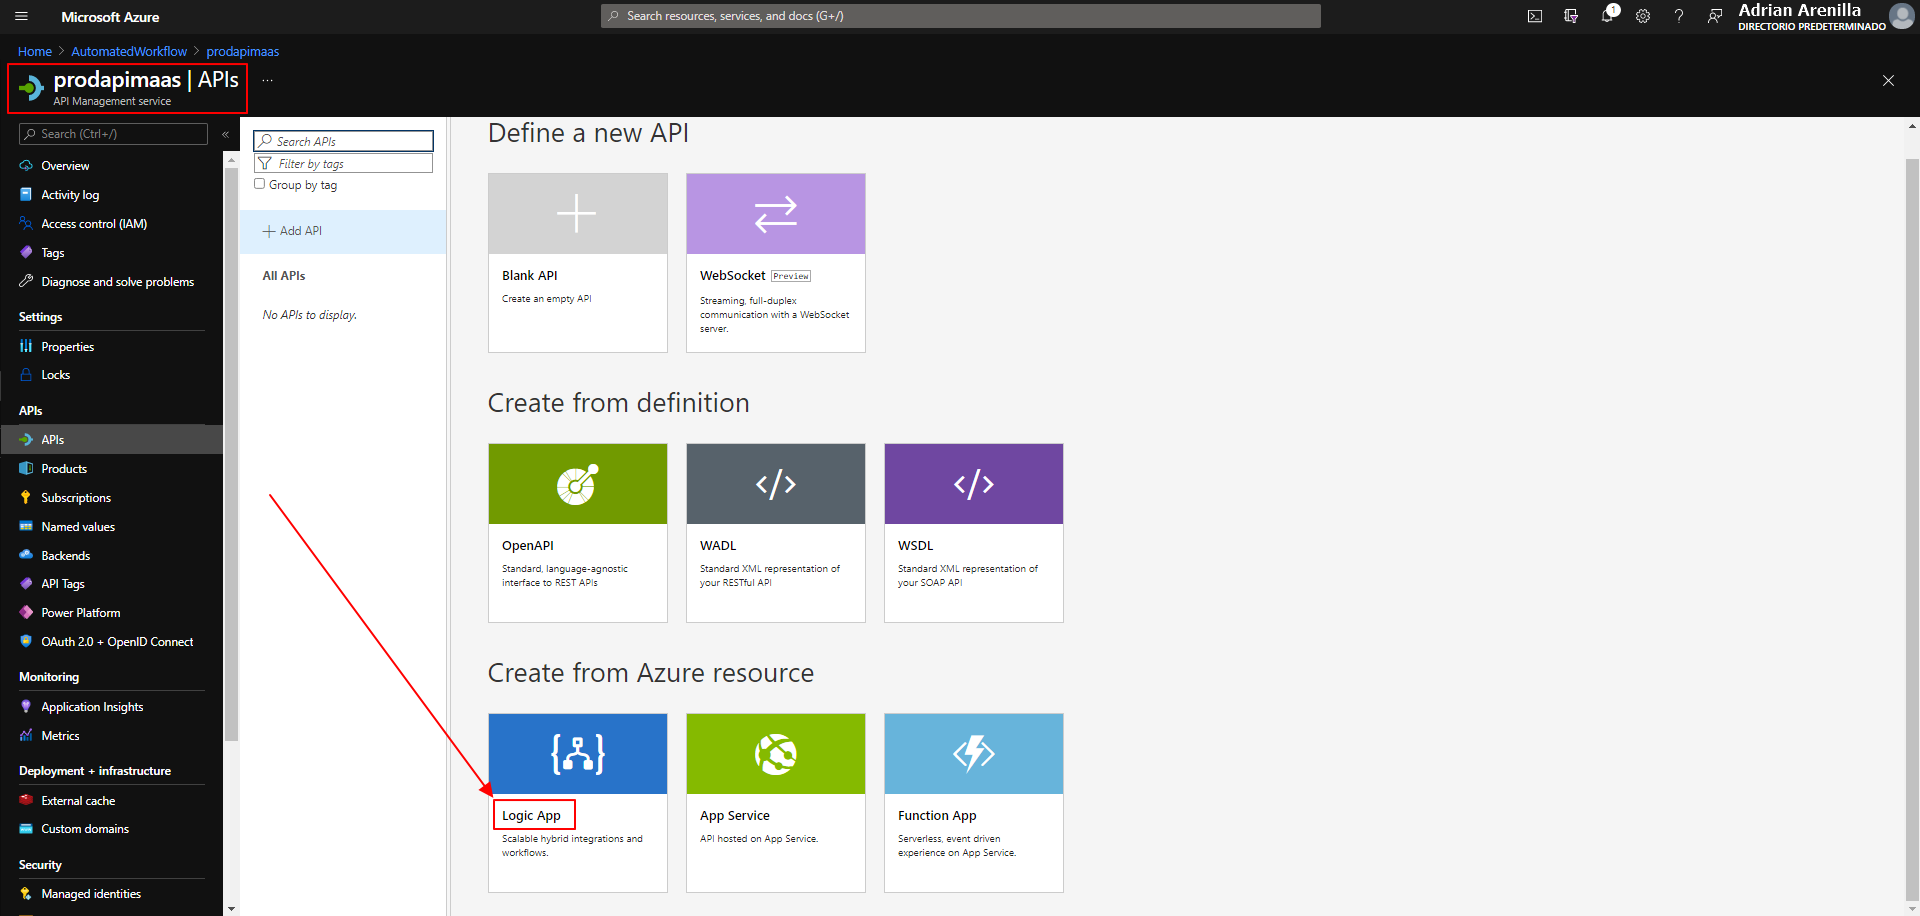 Microsoft Azure
Search resources, services, and docs (G+/)
1
Adrian Arenilla
DIRECTORIO PREDETERMINADO
Home > AutomatedWorkflow > prodapimaas
prodapimaas | APIs ...
API Management service
Search (Ctrl+/)
«
Overview
Activity log
Access control (IAM)
Tags
Diagnose and solve problems
Settings
Properties
Locks
APIs
APIs
Products
Subscriptions
Named values
Backends
API Tags
Power Platform
OAuth 2.0 + OpenID Connect
Monitoring
Application Insights
Metrics
Deployment + infrastructure
External cache
Custom domains
Security
Managed identities
Search APIs
Filter by tags
Group by tag
+ Add API
All APIs
No APIs to display.
Define a new API
Blank API
Create an empty API
WebSocket Preview
Streaming, full-duplex
communication with a WebSocket
server.
Create from definition
OpenAPI
Standard, language-agnostic
interface to REST APIs
WADL
Standard XML representation of
your RESTful API
WSDL
Standard XML representation of
your SOAP API
Create from Azure resource
Logic App
Scalable hybrid integrations and
workflows.
App Service
API hosted on App Service.
Function App
Serverless, event driven
experience on App Service.